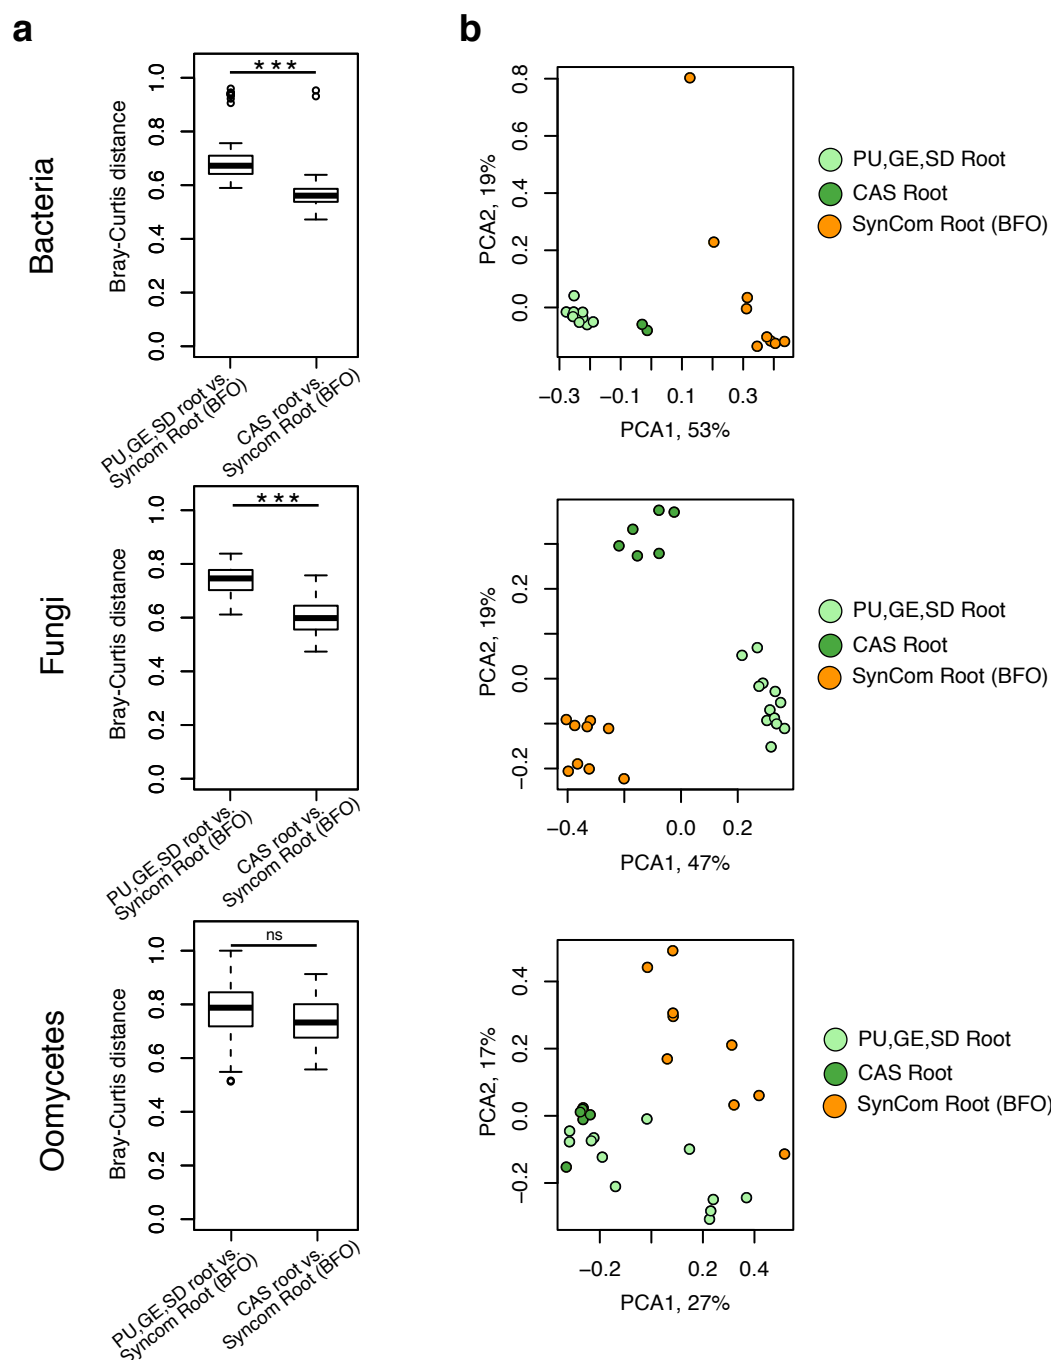 a
b
Bacteria
Bray-Curtis distance
0.0
0.2
0.4
0.6
0.8
1.0
***
PU,GE,SD root vs.
Syncom Root (BFO)
CAS root vs.
Syncom Root (BFO)
PCA2, 19%
0.0
0.2
0.4
0.6
0.8
−0.3
−0.1
0.1
0.3
PCA1, 53%
PU,GE,SD Root
CAS Root
SynCom Root (BFO)
Fungi
Bray-Curtis distance
0.0
0.2
0.4
0.6
0.8
1.0
***
PU,GE,SD root vs.
Syncom Root (BFO)
CAS root vs.
Syncom Root (BFO)
PCA2, 19%
−0.2
0.0
0.2
−0.4
0.0
0.2
PCA1, 47%
PU,GE,SD Root
CAS Root
SynCom Root (BFO)
Oomycetes
Bray-Curtis distance
0.0
0.2
0.4
0.6
0.8
1.0
ns
PU,GE,SD root vs.
Syncom Root (BFO)
CAS root vs.
Syncom Root (BFO)
PCA2, 17%
−0.2
0.0
0.2
0.4
−0.2
0.2
0.4
PCA1, 27%
PU,GE,SD Root
CAS Root
SynCom Root (BFO)